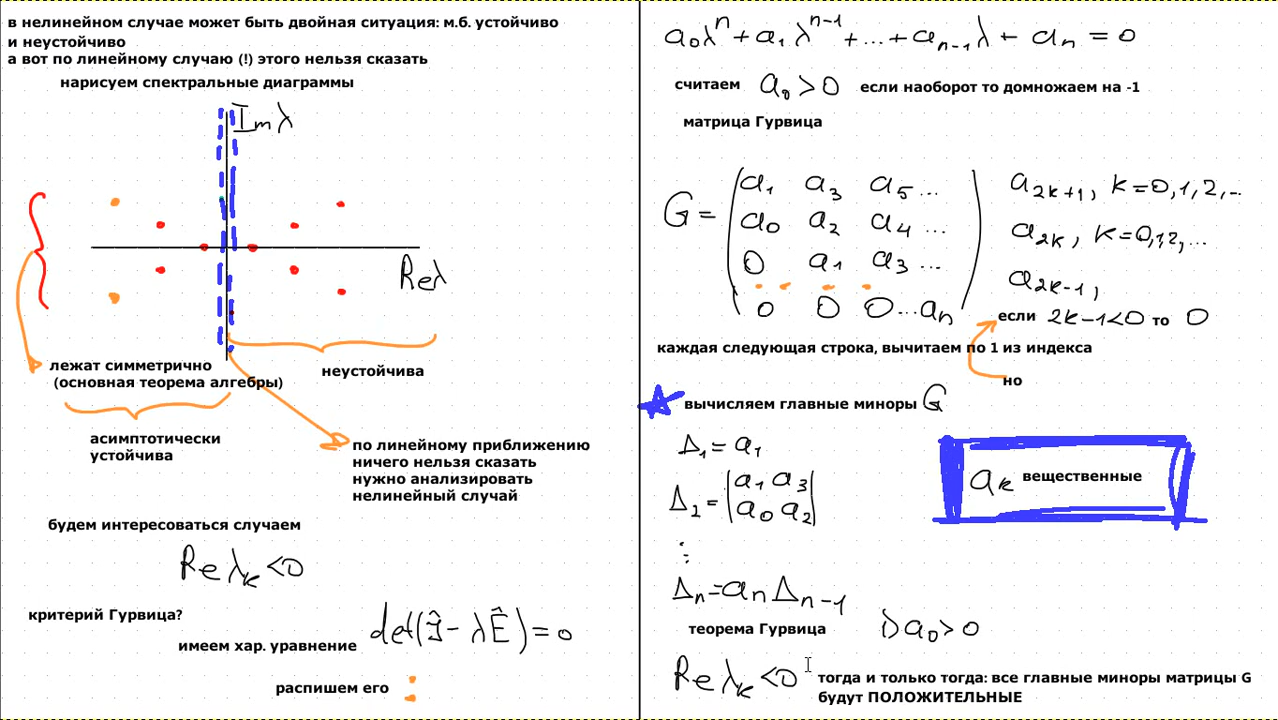 в нелинейном случае может быть двойная ситуация: м.б. устойчиво
и неустойчиво
а вот по линейному случаю (!) этого нельзя сказать
нарисуем спектральные диаграммы
Im λ
Re λ
лежат симметрично
(основная теорема алгебры)
неустойчива
асимптотически
устойчива
по линейному приближению
ничего нельзя сказать
нужно анализировать
нелинейный случай
будем интересоваться случаем
Re λₖ < 0
критерий Гурвица?
имеем хар. уравнение det(Ĵ - λÊ) = 0
распишем его :
a₀λⁿ + a₁λⁿ⁻¹ + ... + aₙ₋₁λ + aₙ = 0
считаем a₀ > 0 если наоборот то домножаем на -1
матрица Гурвица
G =
a₁ a₃ a₅ ... a₂ₖ₊₁, k=0,1,2,...
a₀ a₂ a₄ ... a₂ₖ, k=0,1,2,...
0 a₁ a₃ ... a₂ₖ₋₁,
0 0 0 ... aₙ если 2k-1<0 то 0
каждая следующая строка, вычитаем по 1 из индекса
но
вычисляем главные миноры G
Δ₁ = a₁
Δ₂ = |a₁ a₃|
|a₀ a₂|
aₖ вещественные
⋮
Δₙ = aₙ Δₙ₋₁
теорема Гурвица 1) a₀ > 0
Re λₖ < 0 тогда и только тогда: все главные миноры матрицы G
будут ПОЛОЖИТЕЛЬНЫЕ